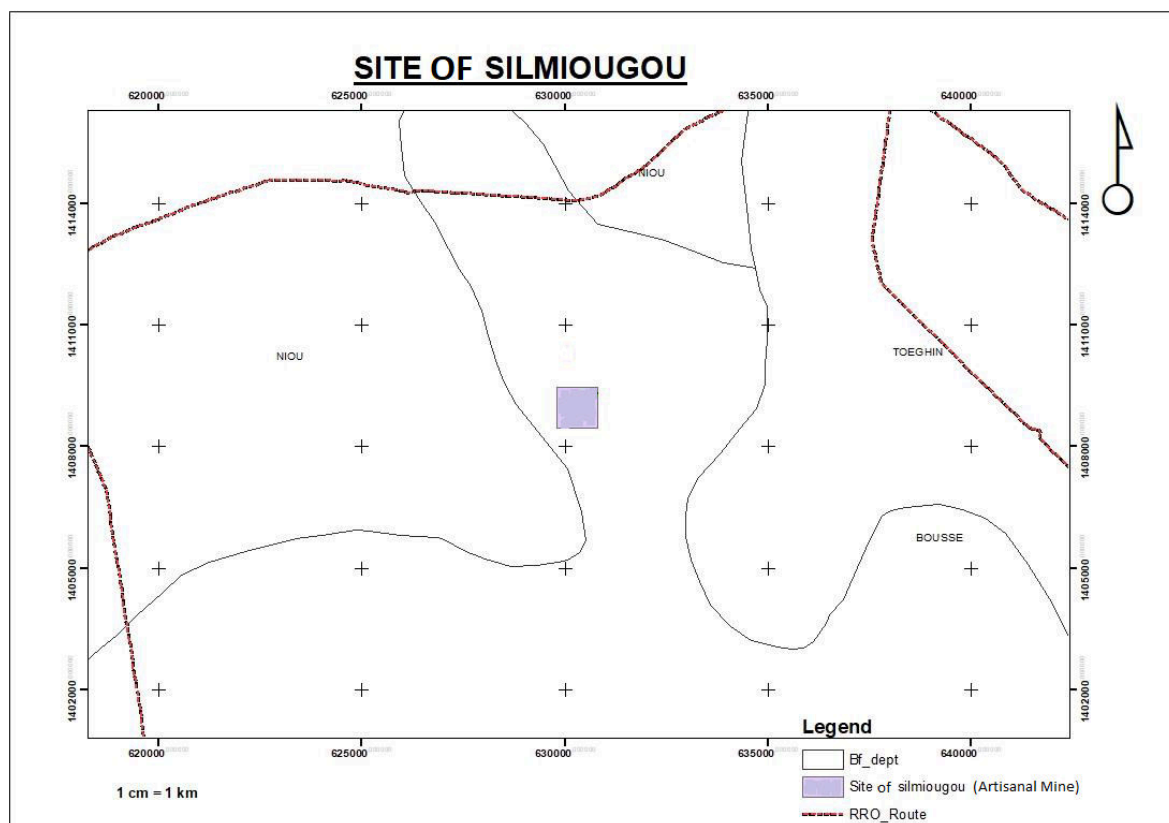 SITE OF SILMIOUGOU
620000 625000 630000 635000 640000
NIOU
1414000 1414000
1411000 1411000
NIOU
TOEGHIN
1408000 1408000
BOUSSE
1405000 1405000
1402000 1402000
620000 625000 630000 635000 640000
Legend
Bf_dept
1 cm = 1 km
Site of silmiougou (Artisanal Mine)
RRO_Route